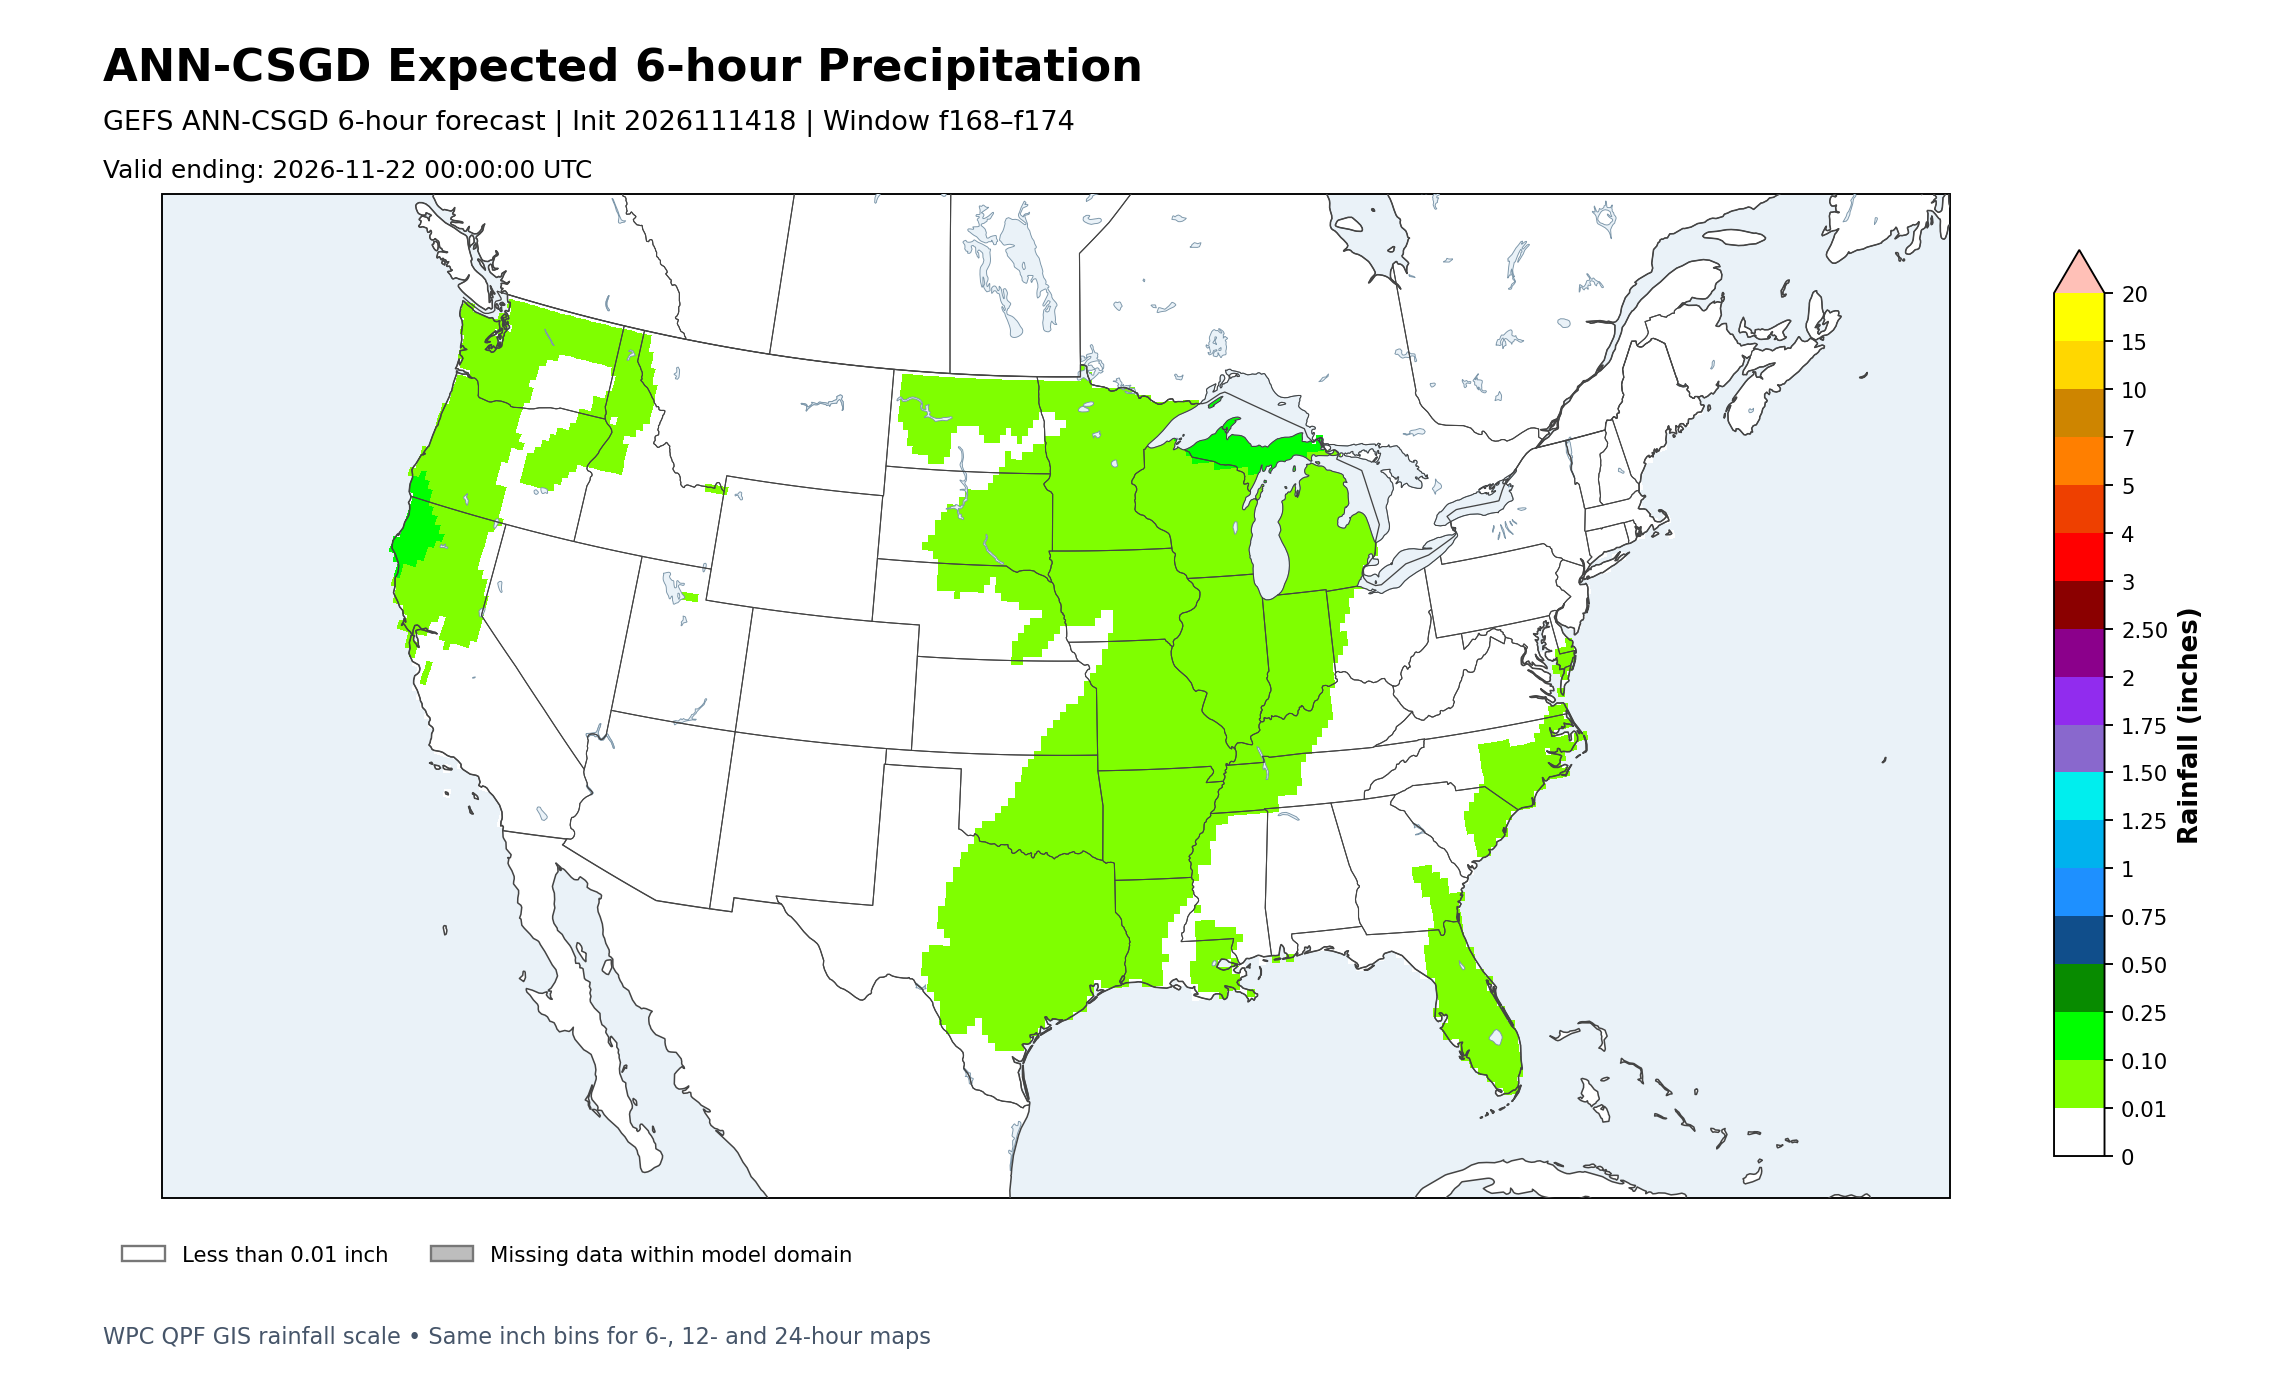 ANN-CSGD Expected 6-hour Precipitation
GEFS ANN-CSGD 6-hour forecast | Init 2026111418 | Window f168–f174
Valid ending: 2026-11-22 00:00:00 UTC
20
15
10
7
5
4
3
2.50
2
1.75
1.50
1.25
1
0.75
0.50
0.25
0.10
0.01
0
Rainfall (inches)
Less than 0.01 inch
Missing data within model domain
WPC QPF GIS rainfall scale • Same inch bins for 6-, 12- and 24-hour maps